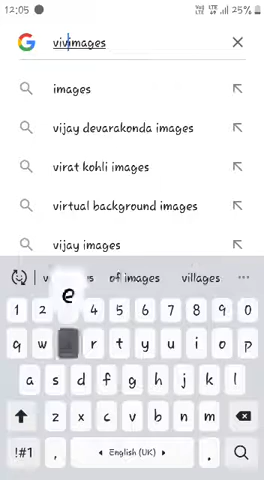 12:05 25%
vivimages
images
vijay devarakonda images
virat kohli images
virtual background images
vijay images
of images villages
e
1 2 4 5 6 7 8 9 0
q w r t y u i o p
a s d f g h j k l
z x c v b n m
!#1 , English (UK) .